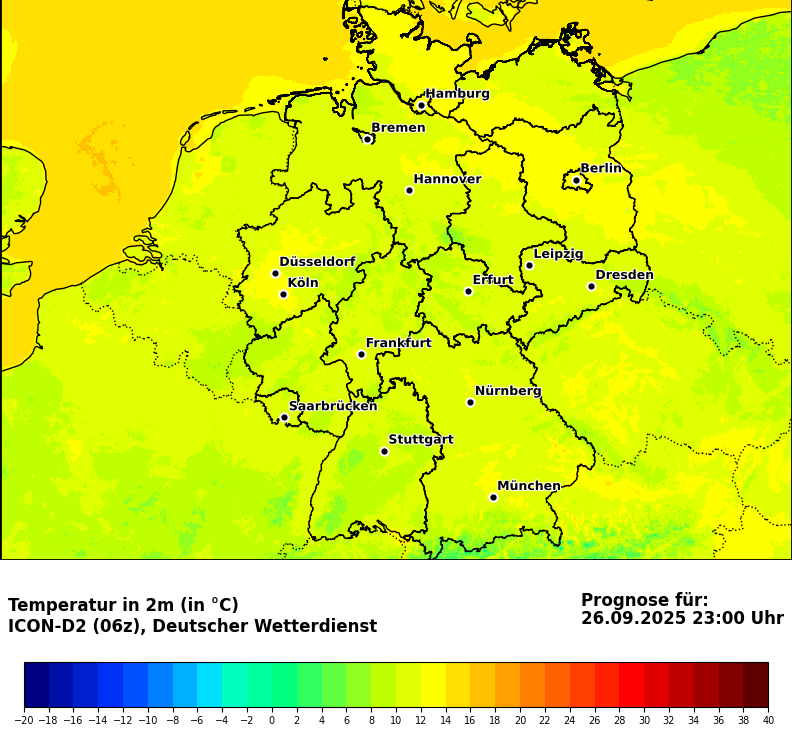 Hamburg
Bremen
Berlin
Hannover
Leipzig
Düsseldorf
Dresden
Erfurt
Köln
Frankfurt
Nürnberg
Saarbrücken
Stuttgart
München
Temperatur in 2m (in °C)
ICON-D2 (06z), Deutscher Wetterdienst
Prognose für:
26.09.2025 23:00 Uhr
−20 −18 −16 −14 −12 −10 −8 −6 −4 −2 0 2 4 6 8 10 12 14 16 18 20 22 24 26 28 30 32 34 36 38 40